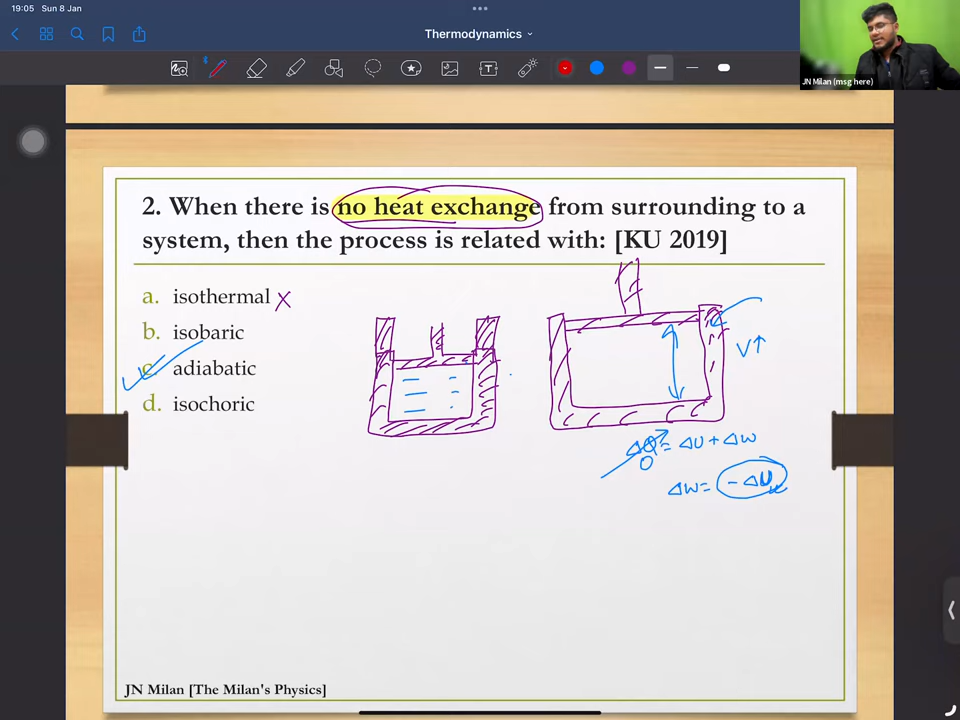 19:05 Sun 8 Jan
Thermodynamics
JN Milan (msg here)
2. When there is no heat exchange from surrounding to a
system, then the process is related with: [KU 2019]
a. isothermal X
b. isobaric
c. adiabatic
d. isochoric
V↑
ΔQ = ΔU + ΔW
0
ΔW = -ΔU
JN Milan [The Milan's Physics]